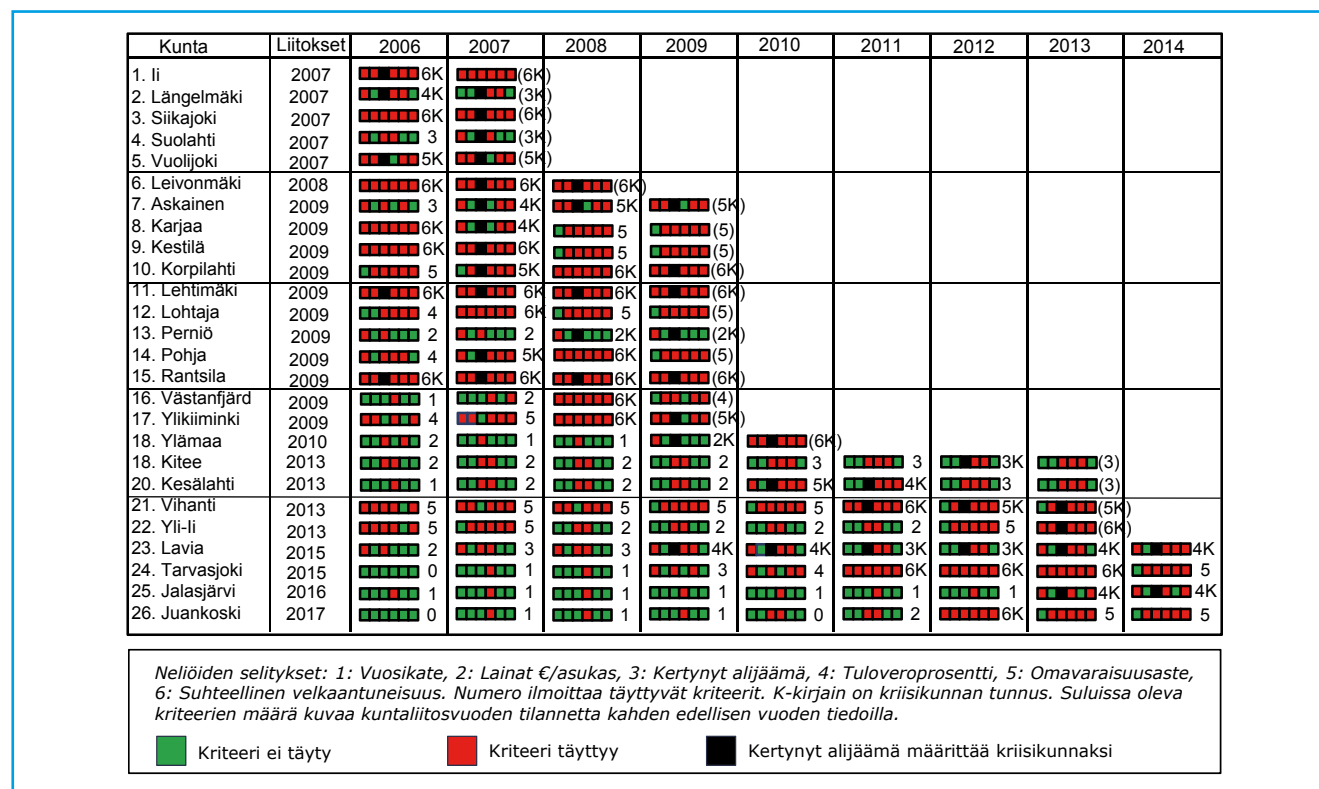 Kunta Liitokset 2006 2007 2008 2009 2010 2011 2012 2013 2014
1. Ii 2007 6K (6K)
2. Längelmäki 2007 4K (3K)
3. Siikajoki 2007 6K (6K)
4. Suolahti 2007 3 (3K)
5. Vuolijoki 2007 5K (5K)
6. Leivonmäki 2008 6K 6K (6K)
7. Askainen 2009 3 4K 5K (5K)
8. Karjaa 2009 6K 4K 5 (5)
9. Kestilä 2009 6K 6K 5 (5)
10. Korpilahti 2009 5 5K 6K (6K)
11. Lehtimäki 2009 6K 6K 6K (6K)
12. Lohtaja 2009 4 6K 5 (5)
13. Perniö 2009 2 2 2K (2K)
14. Pohja 2009 4 5K 6K (5)
15. Rantsila 2009 6K 6K 6K (6K)
16. Västanfjärd 2009 1 2 6K (4)
17. Ylikiiminki 2009 4 5 6K (5K)
18. Ylämaa 2010 2 1 1 2K (6K)
18. Kitee 2013 2 2 2 2 3 3 3K (3)
20. Kesälahti 2013 1 2 2 2 5K 4K 3 (3)
21. Vihanti 2013 5 5 5 5 5 6K 5K (5K)
22. Yli-Ii 2013 5 5 2 2 2 2 5 (6K)
23. Lavia 2015 2 3 3 4K 4K 3K 3K 4K 4K
24. Tarvasjoki 2015 0 1 1 3 4 6K 6K 6K 5
25. Jalasjärvi 2016 1 1 1 1 1 1 1 4K 4K
26. Juankoski 2017 0 1 1 1 0 2 6K 5 5
Neliöiden selitykset: 1: Vuosikate, 2: Lainat €/asukas, 3: Kertynyt alijäämä, 4: Tuloveroprosentti, 5: Omavaraisuusaste,
6: Suhteellinen velkaantuneisuus. Numero ilmoittaa täyttyvät kriteerit. K-kirjain on kriisikunnan tunnus. Suluissa oleva
kriteerien määrä kuvaa kuntaliitosvuoden tilannetta kahden edellisen vuoden tiedoilla.
Kriteeri ei täyty Kriteeri täyttyy Kertynyt alijäämä määrittää kriisikunnaksi